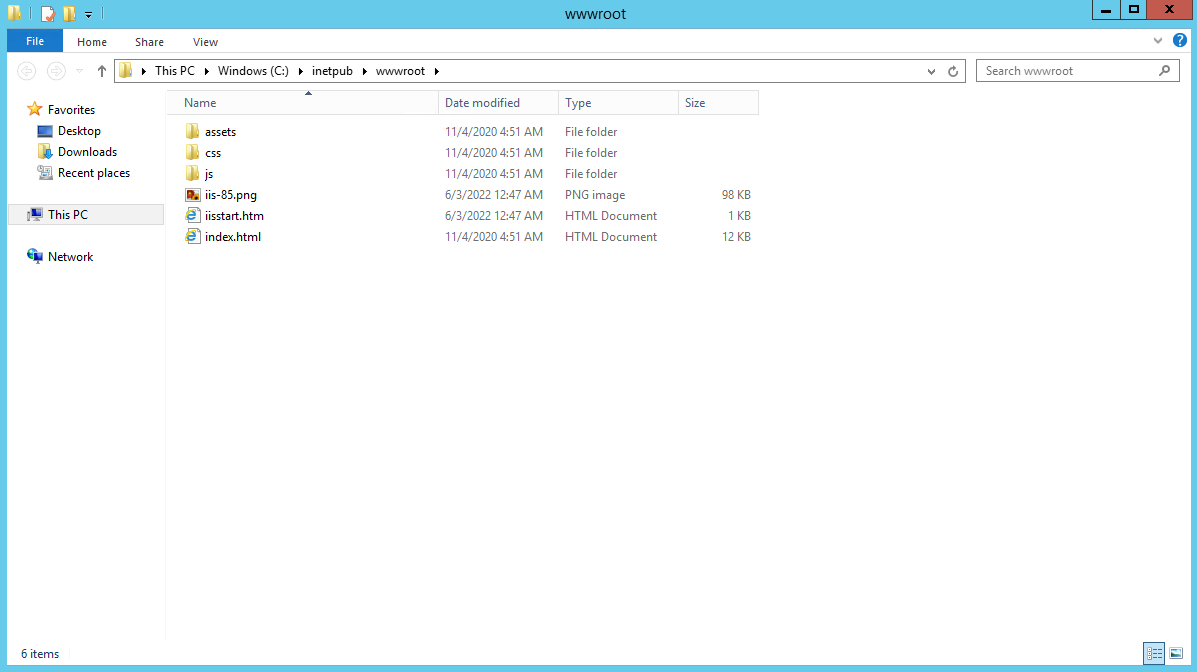 wwwroot
File Home Share View
This PC Windows (C:) inetpub wwwroot
Search wwwroot
Favorites
Desktop
Downloads
Recent places
This PC
Network
Name Date modified Type Size
assets 11/4/2020 4:51 AM File folder
css 11/4/2020 4:51 AM File folder
js 11/4/2020 4:51 AM File folder
iis-85.png 6/3/2022 12:47 AM PNG image 98 KB
iisstart.htm 6/3/2022 12:47 AM HTML Document 1 KB
index.html 11/4/2020 4:51 AM HTML Document 12 KB
6 items